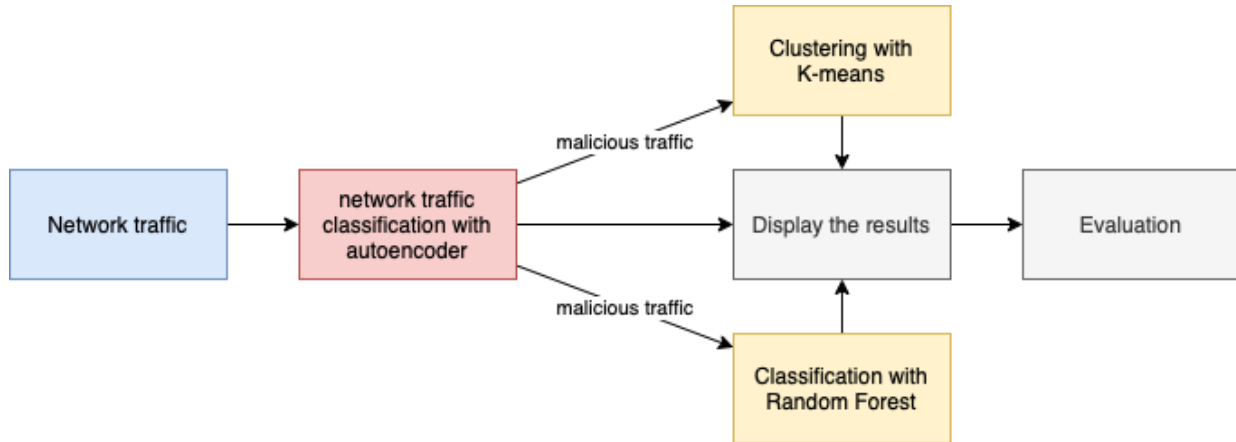 Clustering with
K-means
malicious traffic
Network traffic
network traffic
classification with
autoencoder
Display the results
Evaluation
malicious traffic
Classification with
Random Forest